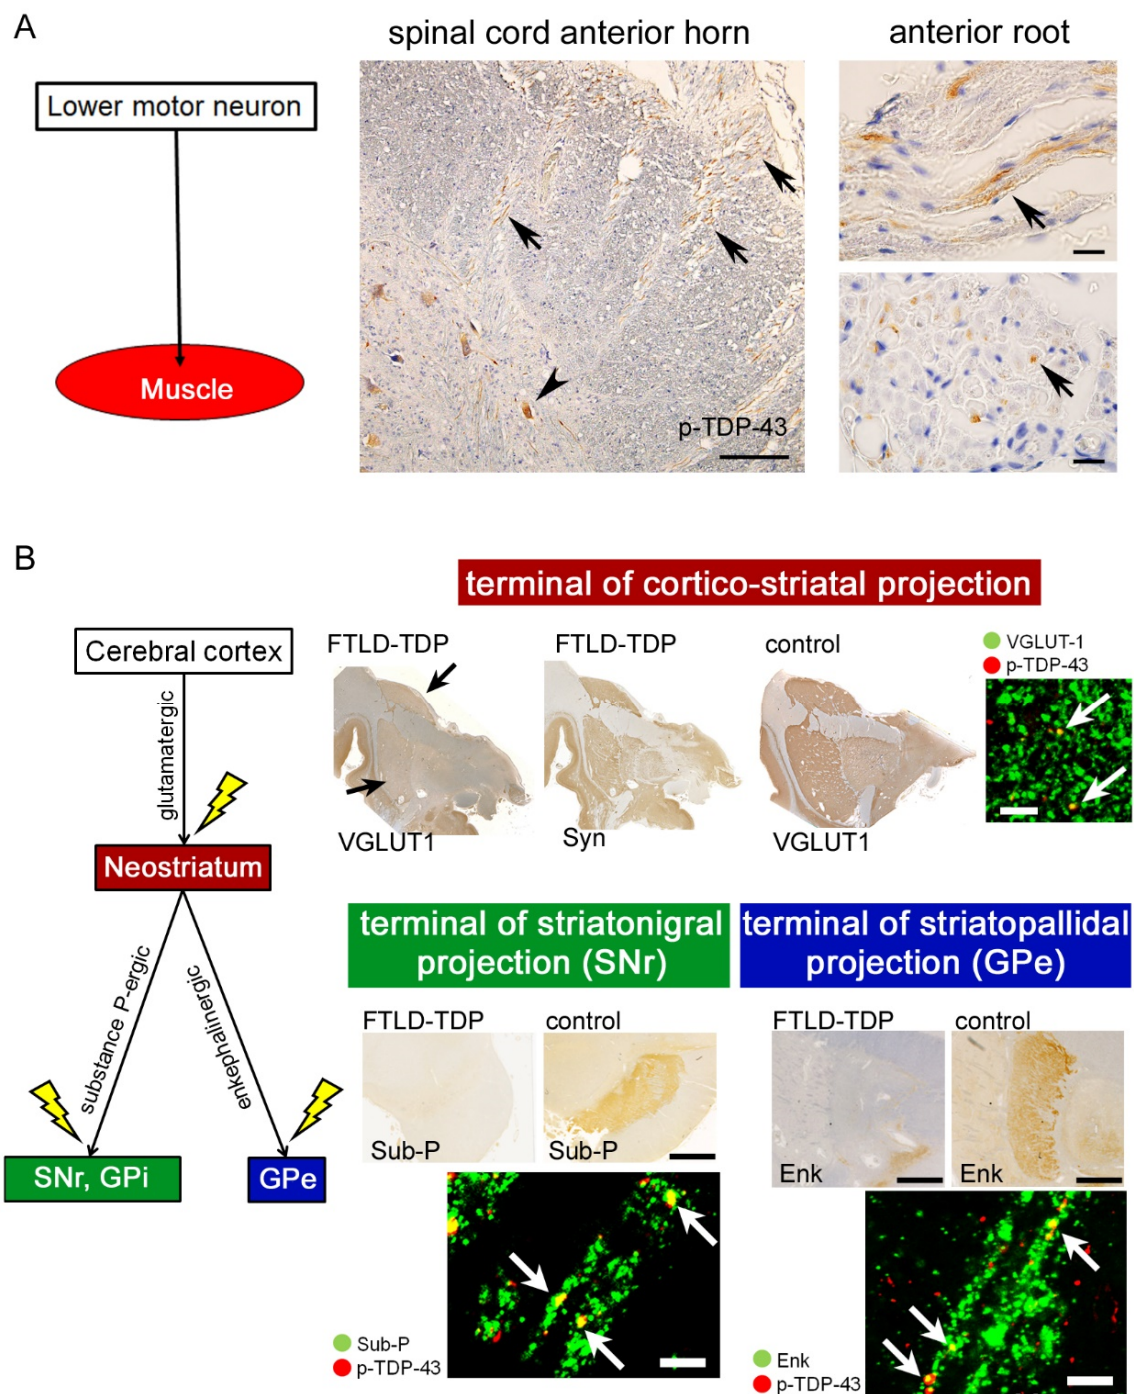 A
spinal cord anterior horn
anterior root
Lower motor neuron
Muscle
p-TDP-43
B
terminal of cortico-striatal projection
Cerebral cortex
glutamatergic
Neostriatum
substance P-ergic
enkephalinergic
SNr, GPi
GPe
FTLD-TDP
FTLD-TDP
control
VGLUT-1
p-TDP-43
VGLUT1
Syn
VGLUT1
terminal of striatonigral
projection (SNr)
terminal of striatopallidal
projection (GPe)
FTLD-TDP
control
FTLD-TDP
control
Sub-P
Sub-P
Enk
Enk
Sub-P
p-TDP-43
Enk
p-TDP-43